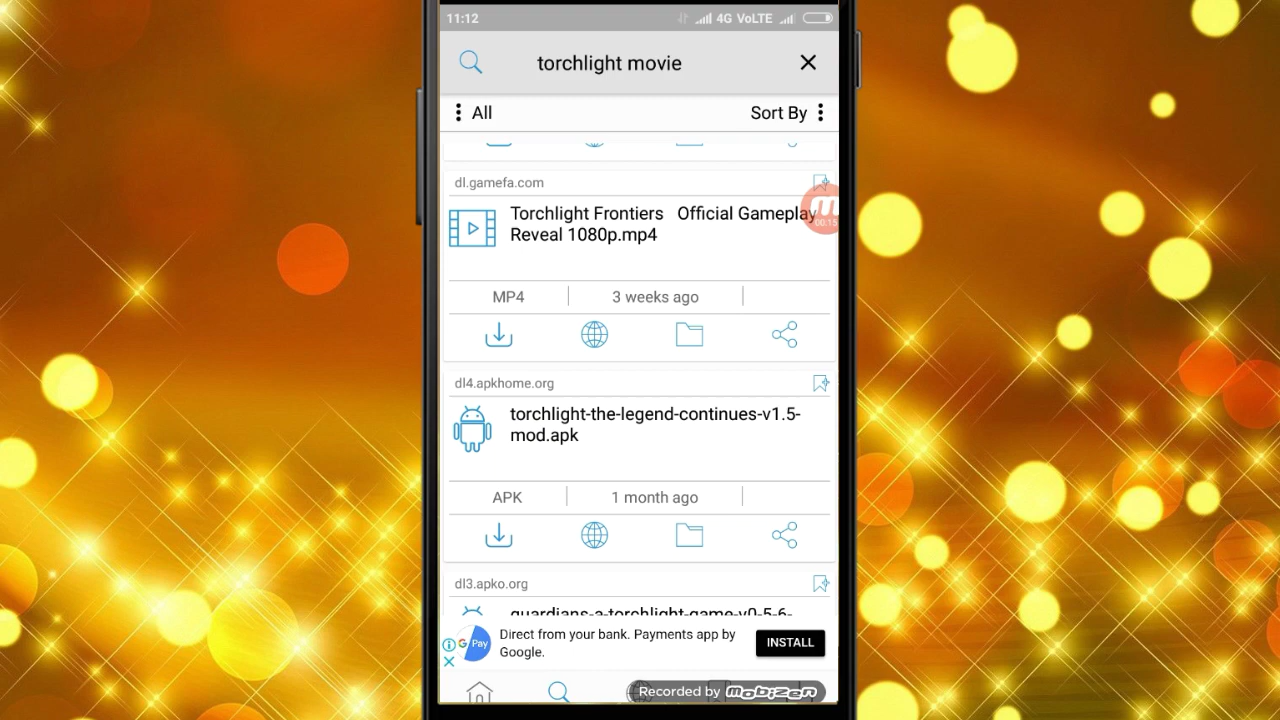 11:12
4G VoLTE
torchlight movie
All
Sort By
dl.gamefa.com
Torchlight Frontiers Official Gameplay
Reveal 1080p.mp4
00:15
MP4
3 weeks ago
dl4.apkhome.org
torchlight-the-legend-continues-v1.5-
mod.apk
APK
1 month ago
dl3.apko.org
guardians-a-torchlight-game-v0-5-6-
G Pay
Direct from your bank. Payments app by
Google.
INSTALL
Recorded by mobizen